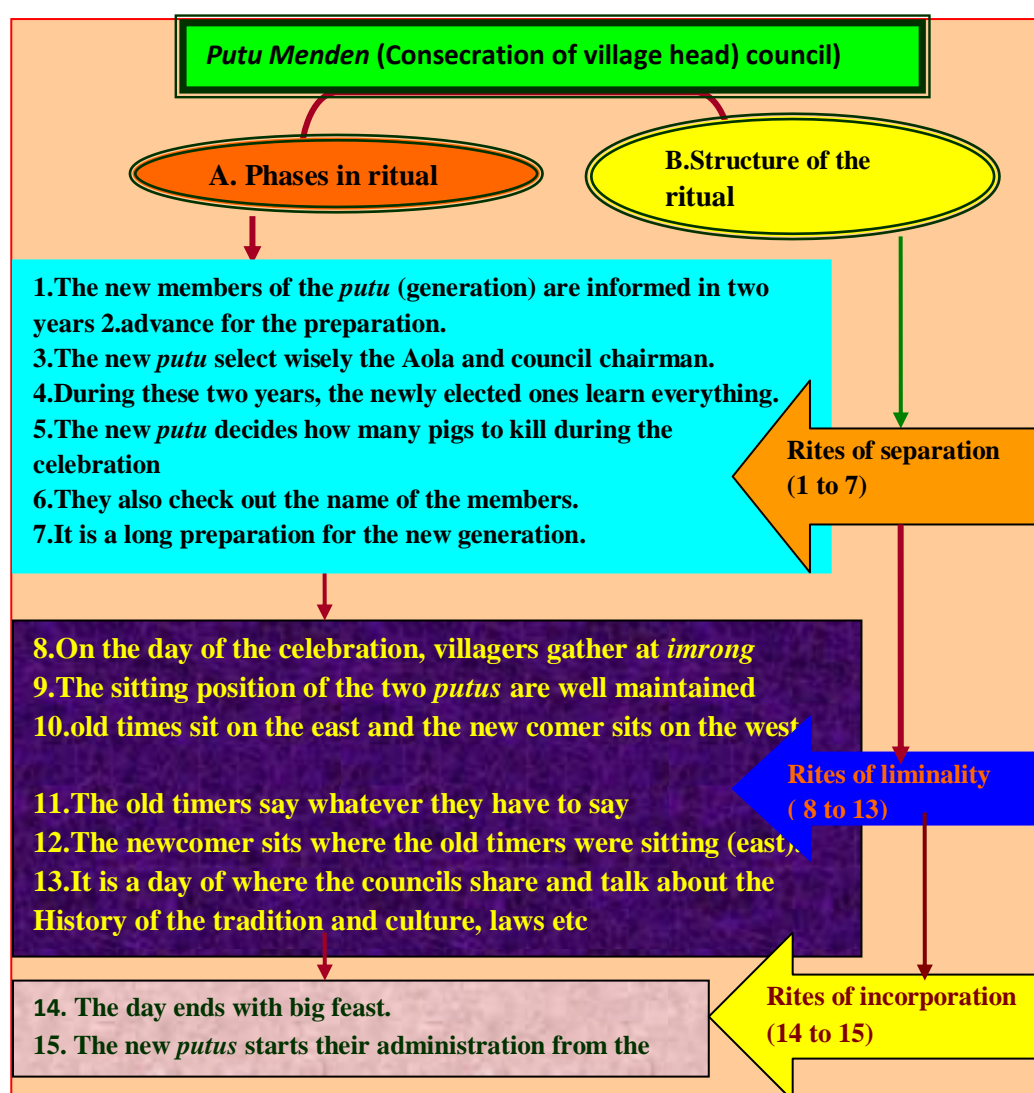 Putu Menden (Consecration of village head) council)
A. Phases in ritual
B.Structure of the
ritual
1.The new members of the putu (generation) are informed in two
years 2.advance for the preparation.
3.The new putu select wisely the Aola and council chairman.
4.During these two years, the newly elected ones learn everything.
5.The new putu decides how many pigs to kill during the
celebration
6.They also check out the name of the members.
7.It is a long preparation for the new generation.
Rites of separation
(1 to 7)
8.On the day of the celebration, villagers gather at imrong
9.The sitting position of the two putus are well maintained
10.old times sit on the east and the new comer sits on the west
11.The old timers say whatever they have to say
12.The newcomer sits where the old timers were sitting (east).
13.It is a day of where the councils share and talk about the
History of the tradition and culture, laws etc
Rites of liminality
( 8 to 13)
14. The day ends with big feast.
15. The new putus starts their administration from the
Rites of incorporation
(14 to 15)